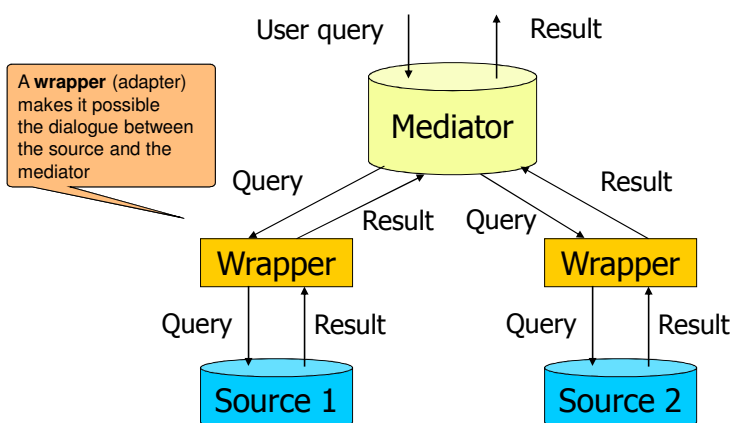 User query
Result
A wrapper (adapter)
makes it possible
the dialogue between
the source and the
mediator
Mediator
Query
Result
Result
Query
Wrapper
Wrapper
Query
Result
Query
Result
Source 1
Source 2